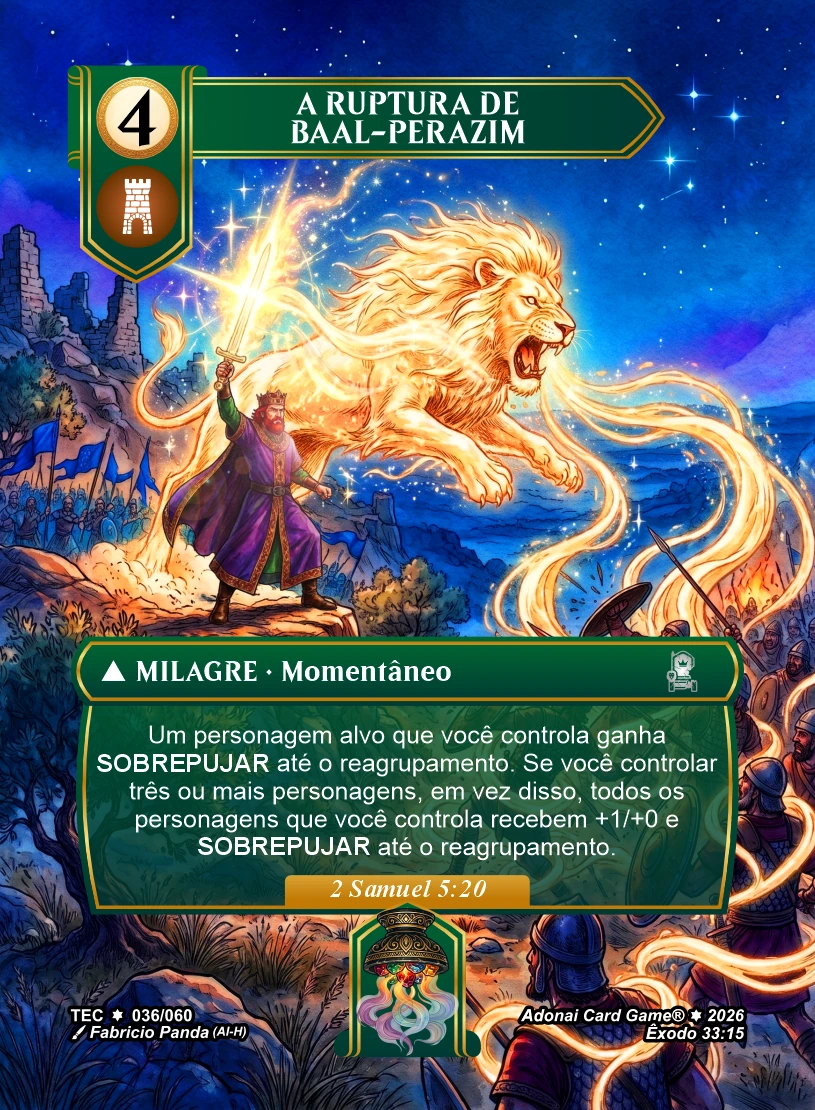 4
A RUPTURA DE
BAAL-PERAZIM
▲ MILAGRE · Momentâneo
Um personagem alvo que você controla ganha
SOBREPUJAR até o reagrupamento. Se você controlar
três ou mais personagens, em vez disso, todos os
personagens que você controla recebem +1/+0 e
SOBREPUJAR até o reagrupamento.
2 Samuel 5:20
TEC ✶ 036/060
Fabricio Panda (AI-H)
Adonai Card Game® ✶ 2026
Êxodo 33:15